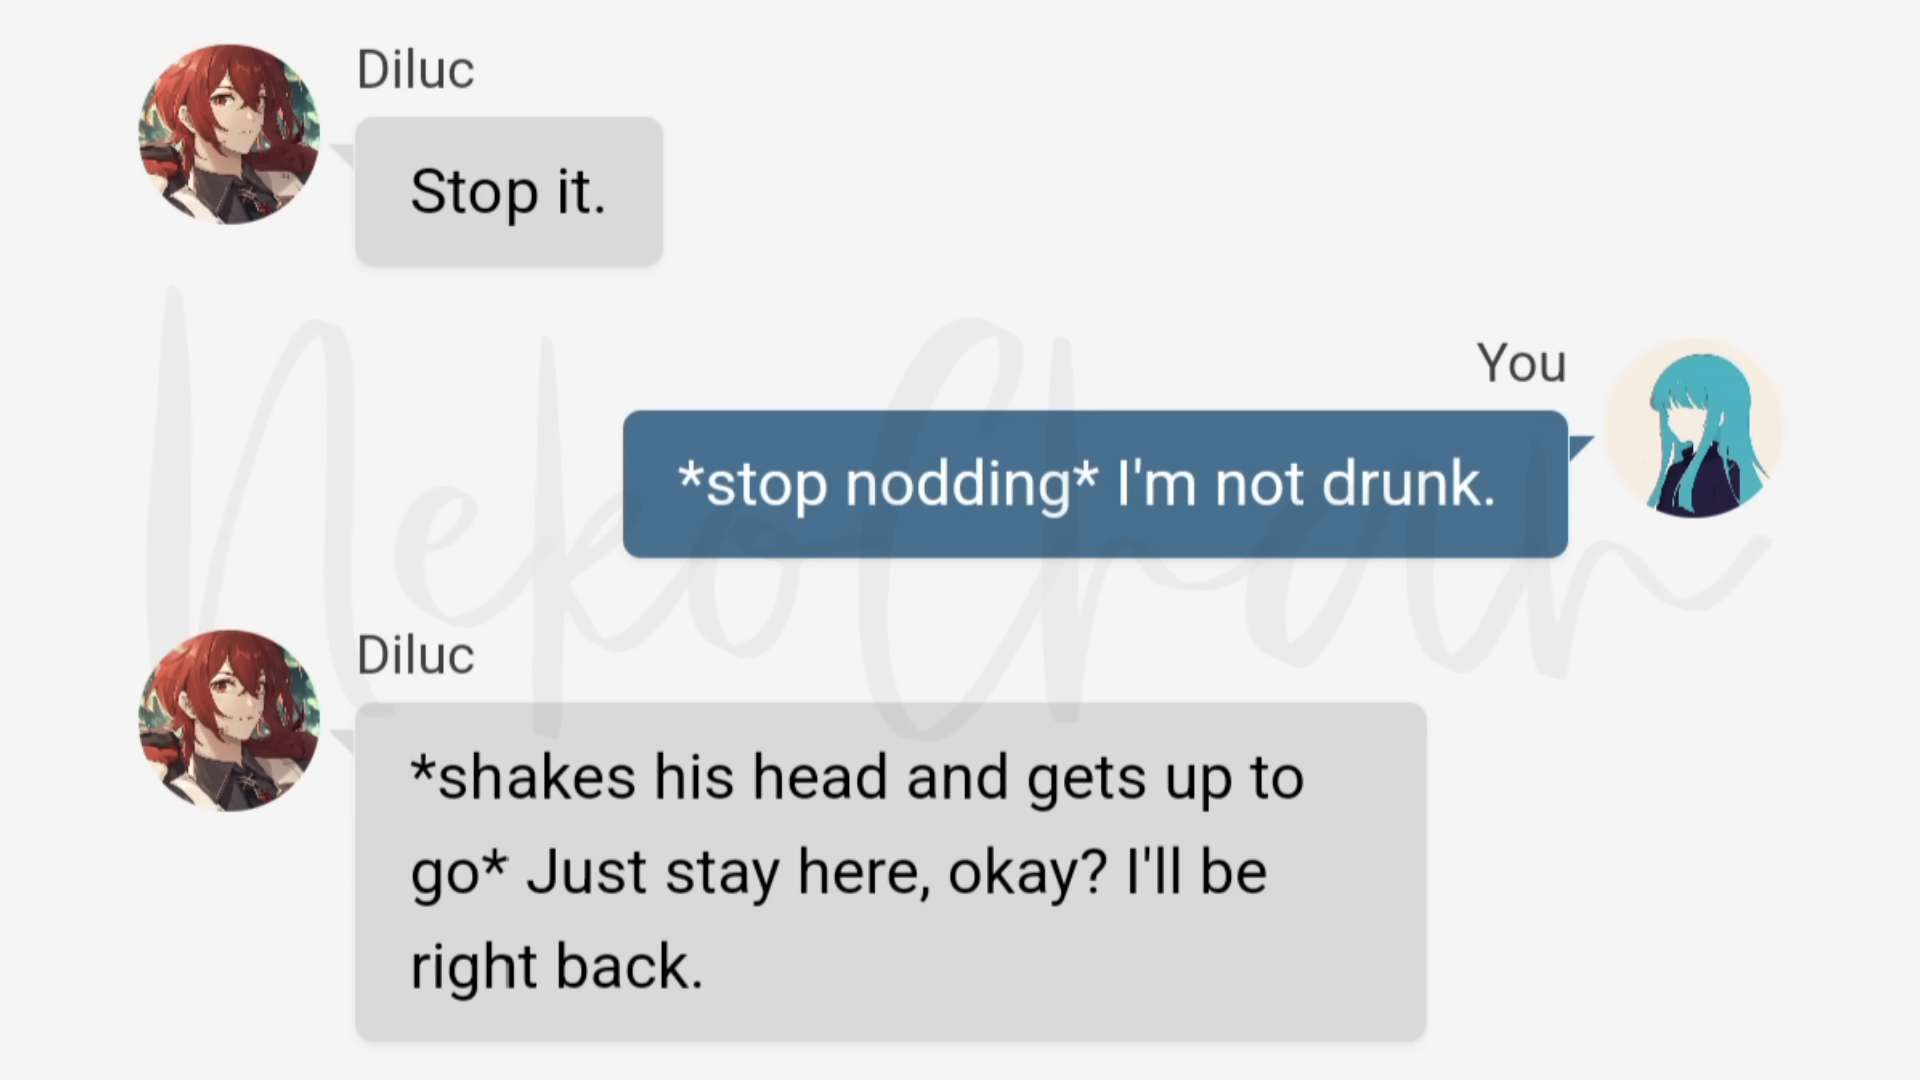 Diluc
Stop it.
You
*stop nodding* I'm not drunk.
Diluc
*shakes his head and gets up to
go* Just stay here, okay? I'll be
right back.
NekoChan